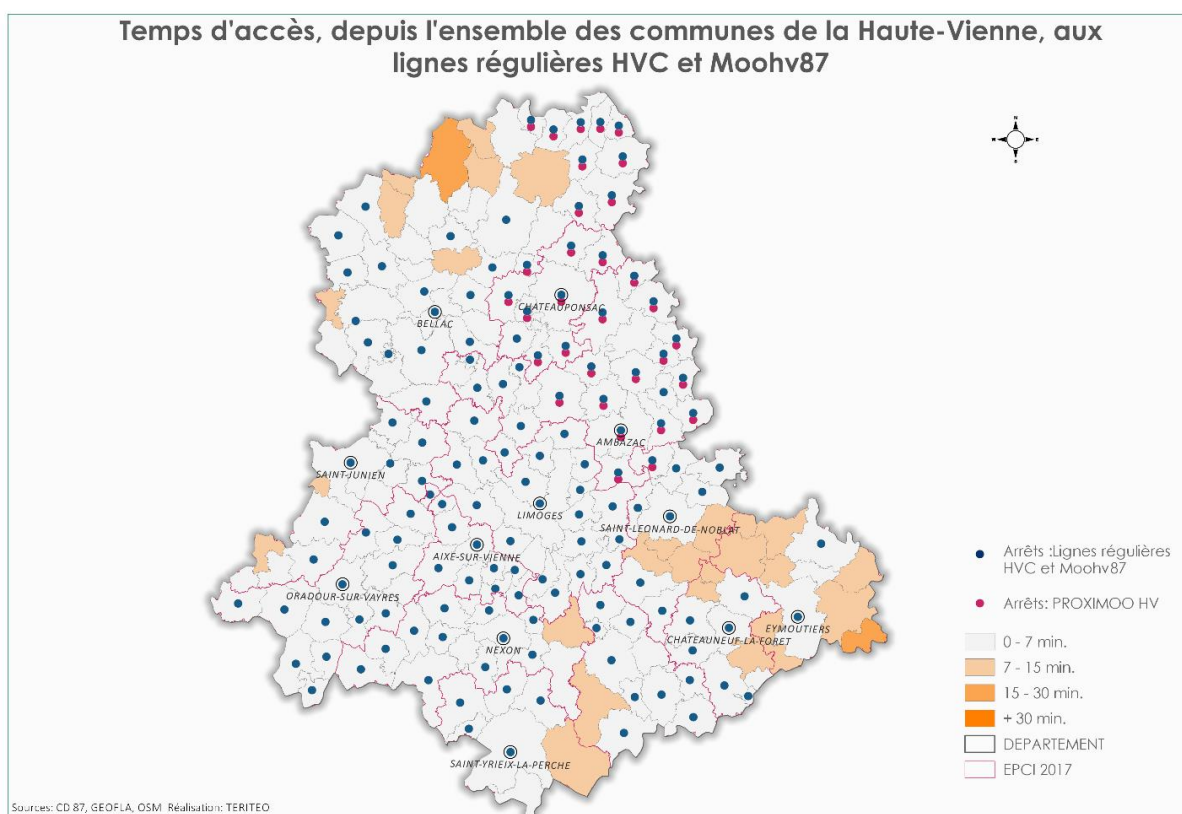 Temps d'accès, depuis l'ensemble des communes de la Haute-Vienne, aux
lignes régulières HVC et Moohv87
N
CHATEAUPONSAC
BELLAC
AMBAZAC
SAINT-JUNIEN
LIMOGES
SAINT-LEONARD-DE-NOBLAT
AIXE-SUR-VIENNE
ORADOUR-SUR-VAYRES
EYMOUTIERS
CHATEAUNEUF-LA-FORET
NEXON
SAINT-YRIEIX-LA-PERCHE
Arrêts :Lignes régulières
HVC et Moohv87
Arrêts: PROXIMOO HV
0 - 7 min.
7 - 15 min.
15 - 30 min.
+ 30 min.
DEPARTEMENT
EPCI 2017
Sources: CD 87, GEOFLA, OSM Réalisation: TERITEO